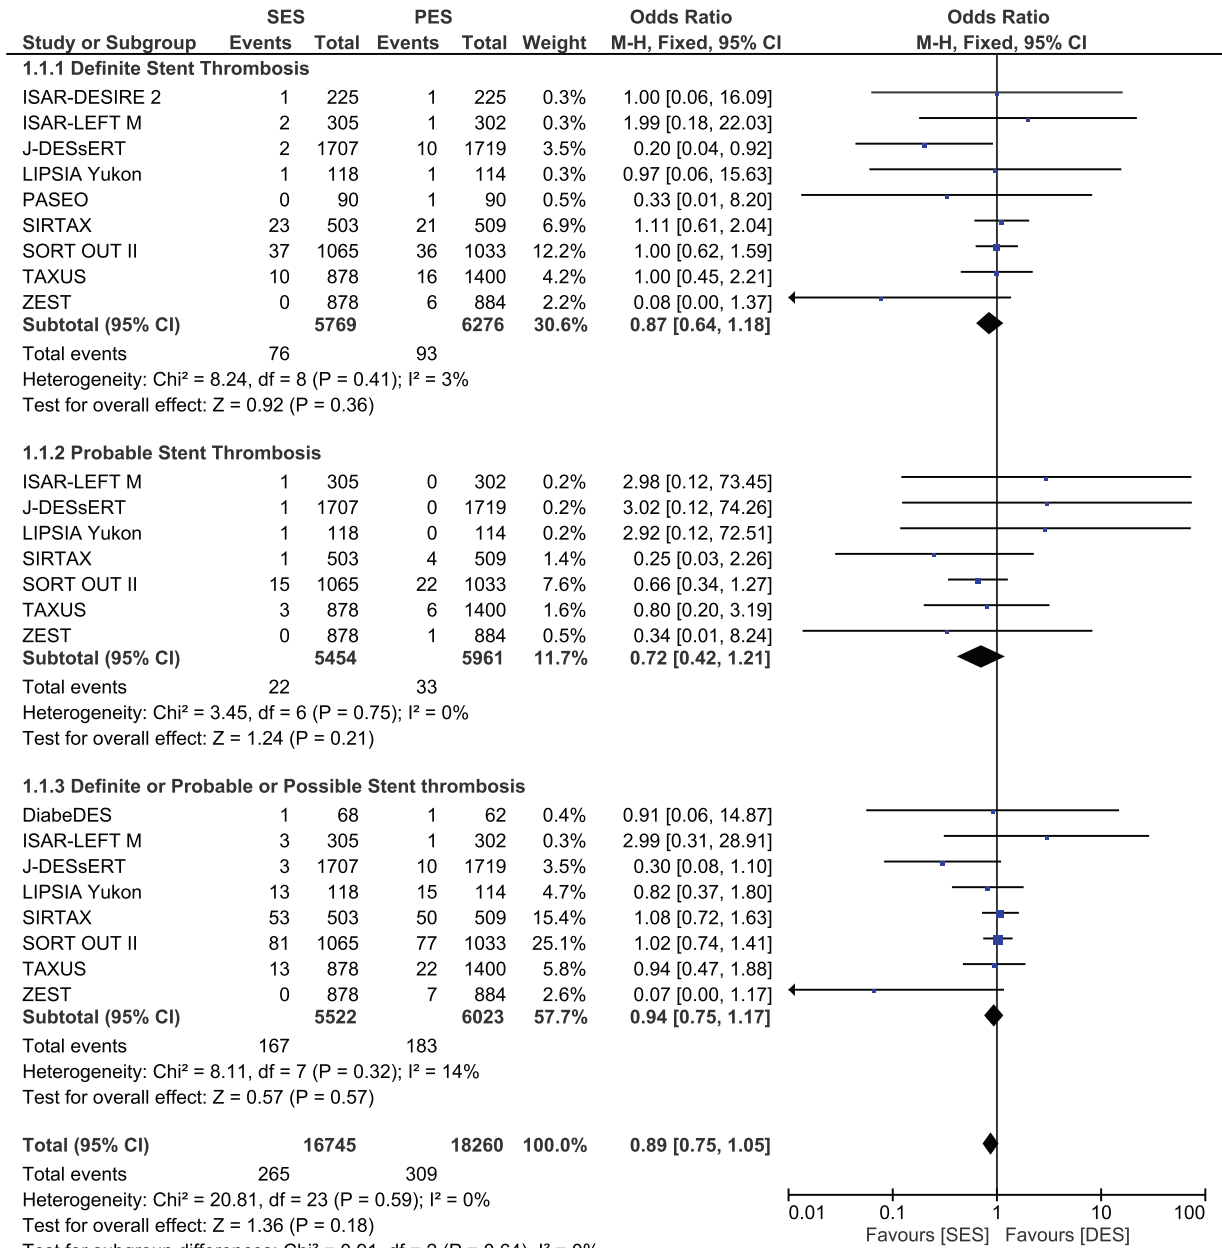 SES PES Odds Ratio Odds Ratio
Study or Subgroup Events Total Events Total Weight M-H, Fixed, 95% CI M-H, Fixed, 95% CI
1.1.1 Definite Stent Thrombosis
ISAR-DESIRE 2 1 225 1 225 0.3% 1.00 [0.06, 16.09]
ISAR-LEFT M 2 305 1 302 0.3% 1.99 [0.18, 22.03]
J-DESsERT 2 1707 10 1719 3.5% 0.20 [0.04, 0.92]
LIPSIA Yukon 1 118 1 114 0.3% 0.97 [0.06, 15.63]
PASEO 0 90 1 90 0.5% 0.33 [0.01, 8.20]
SIRTAX 23 503 21 509 6.9% 1.11 [0.61, 2.04]
SORT OUT II 37 1065 36 1033 12.2% 1.00 [0.62, 1.59]
TAXUS 10 878 16 1400 4.2% 1.00 [0.45, 2.21]
ZEST 0 878 6 884 2.2% 0.08 [0.00, 1.37]
Subtotal (95% CI) 5769 6276 30.6% 0.87 [0.64, 1.18]
Total events 76 93
Heterogeneity: Chi² = 8.24, df = 8 (P = 0.41); I² = 3%
Test for overall effect: Z = 0.92 (P = 0.36)
1.1.2 Probable Stent Thrombosis
ISAR-LEFT M 1 305 0 302 0.2% 2.98 [0.12, 73.45]
J-DESsERT 1 1707 0 1719 0.2% 3.02 [0.12, 74.26]
LIPSIA Yukon 1 118 0 114 0.2% 2.92 [0.12, 72.51]
SIRTAX 1 503 4 509 1.4% 0.25 [0.03, 2.26]
SORT OUT II 15 1065 22 1033 7.6% 0.66 [0.34, 1.27]
TAXUS 3 878 6 1400 1.6% 0.80 [0.20, 3.19]
ZEST 0 878 1 884 0.5% 0.34 [0.01, 8.24]
Subtotal (95% CI) 5454 5961 11.7% 0.72 [0.42, 1.21]
Total events 22 33
Heterogeneity: Chi² = 3.45, df = 6 (P = 0.75); I² = 0%
Test for overall effect: Z = 1.24 (P = 0.21)
1.1.3 Definite or Probable or Possible Stent thrombosis
DiabeDES 1 68 1 62 0.4% 0.91 [0.06, 14.87]
ISAR-LEFT M 3 305 1 302 0.3% 2.99 [0.31, 28.91]
J-DESsERT 3 1707 10 1719 3.5% 0.30 [0.08, 1.10]
LIPSIA Yukon 13 118 15 114 4.7% 0.82 [0.37, 1.80]
SIRTAX 53 503 50 509 15.4% 1.08 [0.72, 1.63]
SORT OUT II 81 1065 77 1033 25.1% 1.02 [0.74, 1.41]
TAXUS 13 878 22 1400 5.8% 0.94 [0.47, 1.88]
ZEST 0 878 7 884 2.6% 0.07 [0.00, 1.17]
Subtotal (95% CI) 5522 6023 57.7% 0.94 [0.75, 1.17]
Total events 167 183
Heterogeneity: Chi² = 8.11, df = 7 (P = 0.32); I² = 14%
Test for overall effect: Z = 0.57 (P = 0.57)
Total (95% CI) 16745 18260 100.0% 0.89 [0.75, 1.05]
Total events 265 309
Heterogeneity: Chi² = 20.81, df = 23 (P = 0.59); I² = 0%
Test for overall effect: Z = 1.36 (P = 0.18)
0.01 0.1 1 10 100
Favours [SES] Favours [DES]
Test for subgroup differences: Chi² = 0.91, df = 2 (P = 0.64), I² = 0%